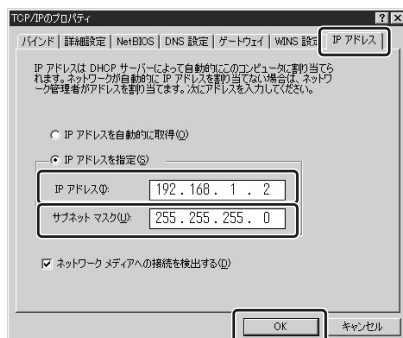 TCP/IPのプロパティ
バインド 詳細設定 NetBIOS DNS 設定 ゲートウェイ WINS 設定 IP アドレス
IP アドレスは DHCP サーバーによって自動的にこのコンピュータに割り当てら
れます。ネットワークが自動的に IP アドレスを割り当てない場合は、ネットワ
ーク管理者がアドレスを割り当てます。次にアドレスを入力してください。
IP アドレスを自動的に取得(O)
IP アドレスを指定(S)
IP アドレス(I): 192.168. 1 . 2
サブネット マスク(U): 255.255.255. 0
ネットワーク メディアへの接続を検出する(D)
OK キャンセル